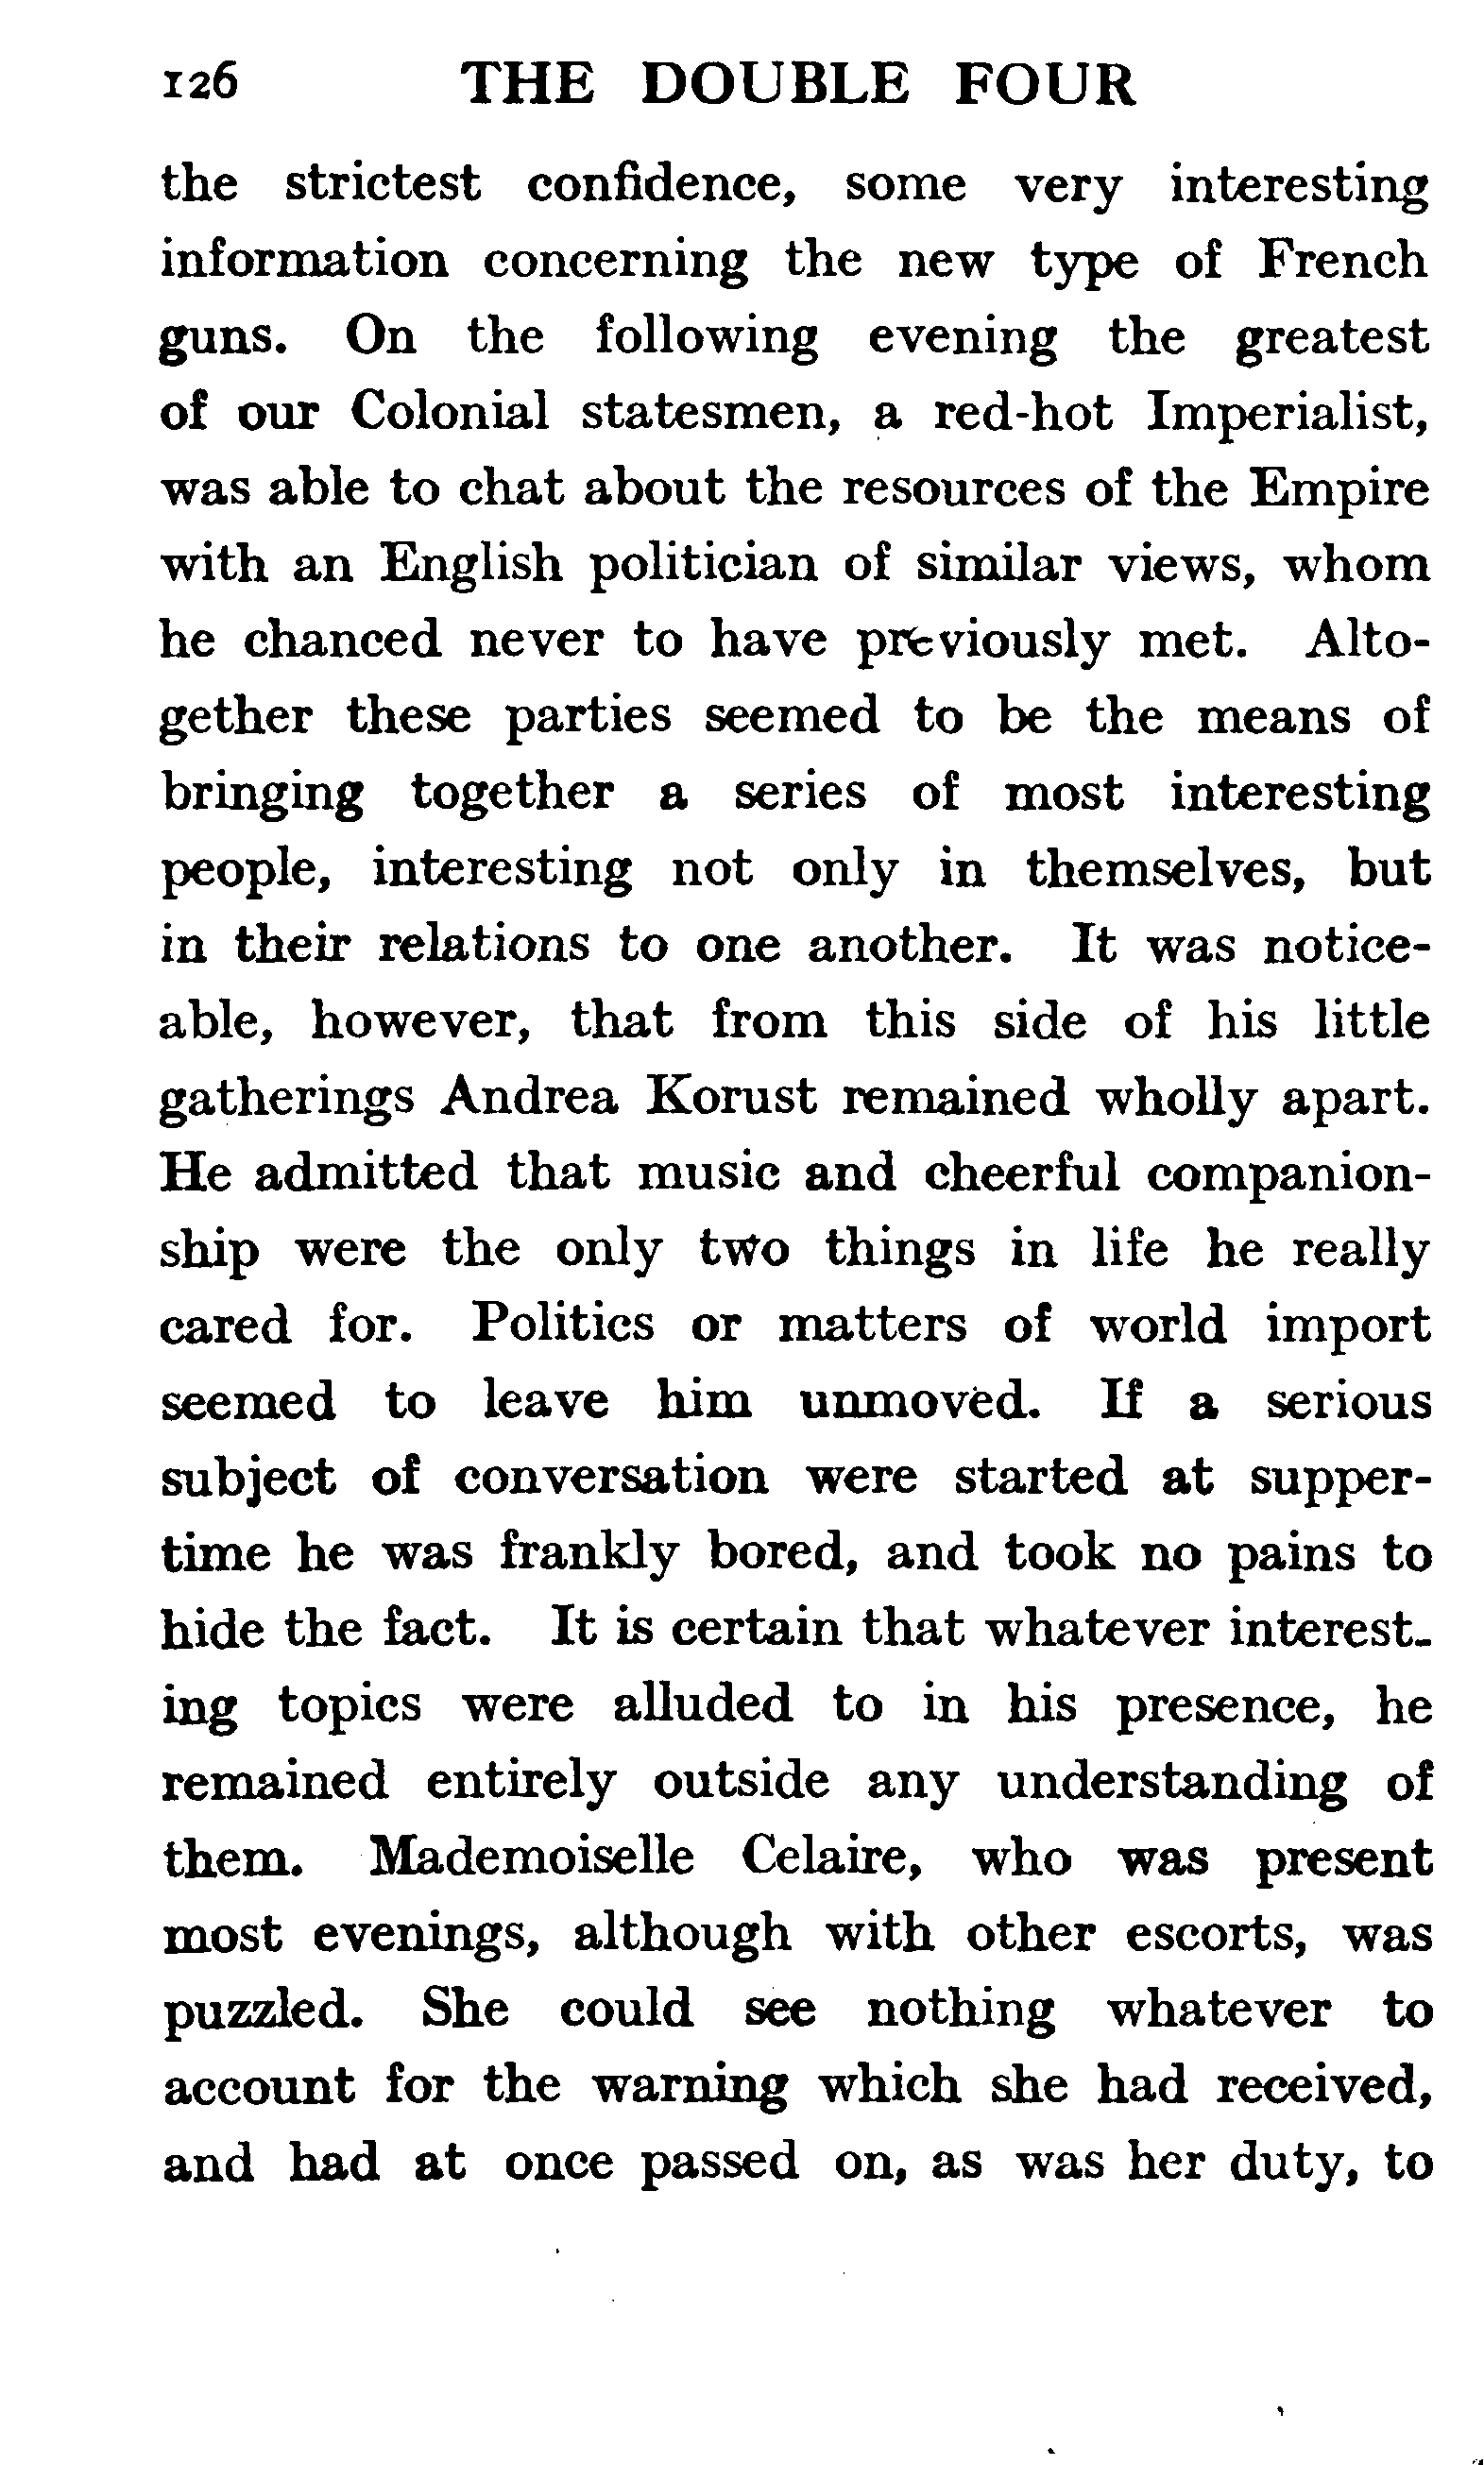 126 THE DOUBLE FOUR
the strictest confidence, some very interesting
information concerning the new type of French
guns. On the following evening the greatest
of our Colonial statesmen, a red-hot Imperialist,
was able to chat about the resources of the Empire
with an English politician of similar views, whom
he chanced never to have previously met. Alto-
gether these parties seemed to be the means of
bringing together a series of most interesting
people, interesting not only in themselves, but
in their relations to one another. It was notice-
able, however, that from this side of his little
gatherings Andrea Korust remained wholly apart.
He admitted that music and cheerful companion-
ship were the only two things in life he really
cared for. Politics or matters of world import
seemed to leave him unmoved. If a serious
subject of conversation were started at supper-
time he was frankly bored, and took no pains to
hide the fact. It is certain that whatever interest-
ing topics were alluded to in his presence, he
remained entirely outside any understanding of
them. Mademoiselle Celaire, who was present
most evenings, although with other escorts, was
puzzled. She could see nothing whatever to
account for the warning which she had received,
and had at once passed on, as was her duty, to